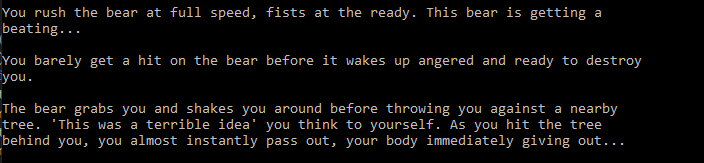 You rush the bear at full speed, fists at the ready. This bear is getting a
beating...
You barely get a hit on the bear before it wakes up angered and ready to destroy
you.
The bear grabs you and shakes you around before throwing you against a nearby
tree. 'This was a terrible idea' you think to yourself. As you hit the tree
behind you, you almost instantly pass out, your body immediately giving out...